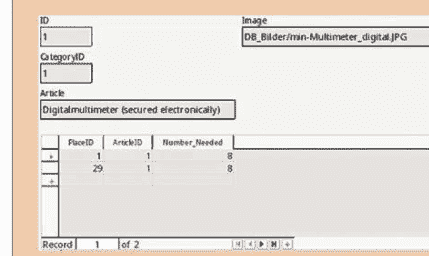 ID
Image
1
DB_Bilder/min-Multimeter_digital.JPG
CategoryID
1
Article
Digitalmultimeter (secured electronically)
PlaceID ArticleID Number_Needed
1 1 8
29 1 8
Record 1 of 2